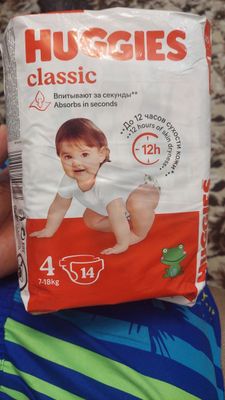 HUGGIES
classic
Впитывают за секунды**
Absorbs in seconds
До 12 часов сухости кожи
12 hours of skin dryness
12h
4
14
7-18kg
HUGGIES